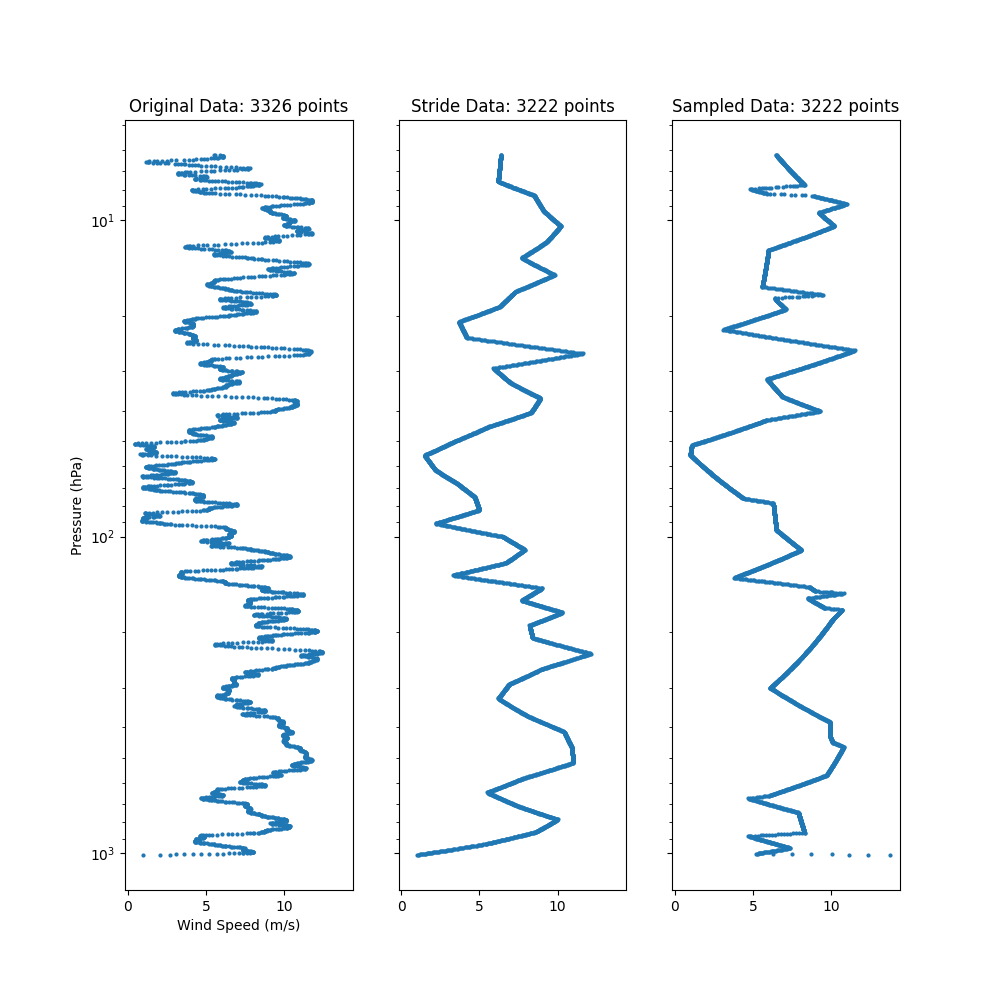 Original Data: 3326 points
Stride Data: 3222 points
Sampled Data: 3222 points
Pressure (hPa)
10¹
10²
10³
0 5 10
0 5 10
0 5 10
Wind Speed (m/s)